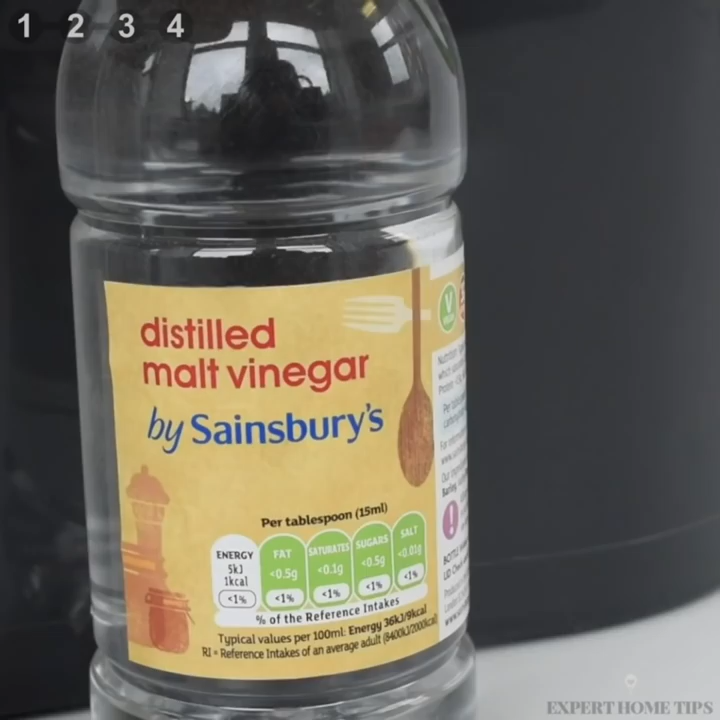 1 2 3 4
distilled
malt vinegar
by Sainsbury's
Per tablespoon (15ml)
ENERGY
5kJ
1kcal
<1%
FAT
<0.5g
<1%
SATURATES
<0.1g
<1%
SUGARS
<0.5g
<1%
SALT
<0.01g
<1%
% of the Reference Intakes
Typical values per 100ml: Energy 36kJ/9kcal
RI = Reference Intakes of an average adult (8400kJ/2000kcal)
V
EXPERT HOME TIPS